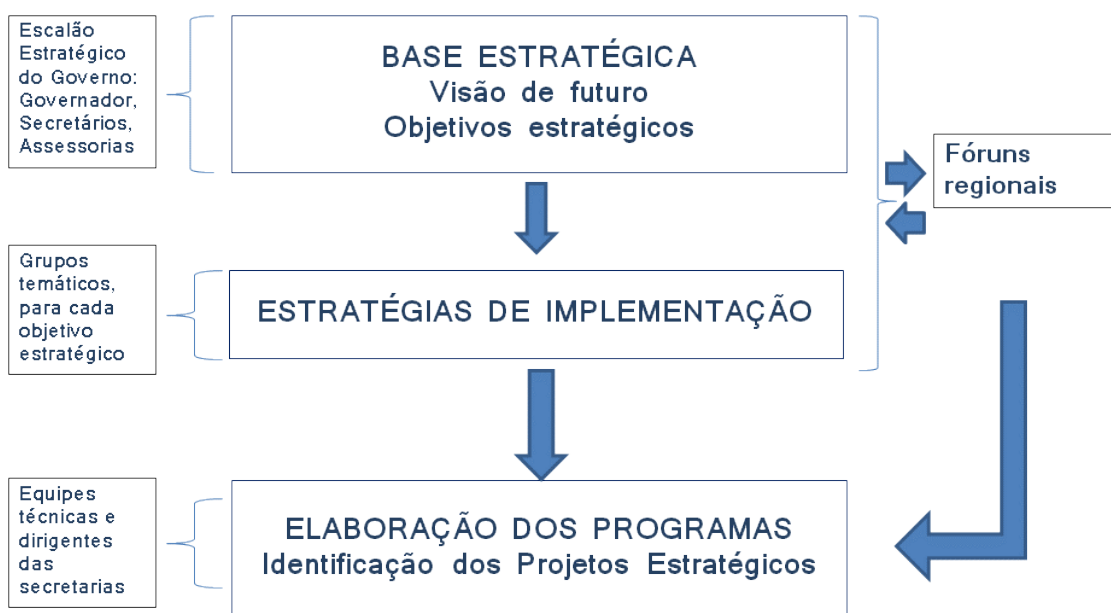 Escalão
Estratégico
do Governo:
Governador,
Secretários,
Assessorias
BASE ESTRATÉGICA
Visão de futuro
Objetivos estratégicos
Fóruns
regionais
Grupos
temáticos,
para cada
objetivo
estratégico
ESTRATÉGIAS DE IMPLEMENTAÇÃO
Equipes
técnicas e
dirigentes
das
secretarias
ELABORAÇÃO DOS PROGRAMAS
Identificação dos Projetos Estratégicos